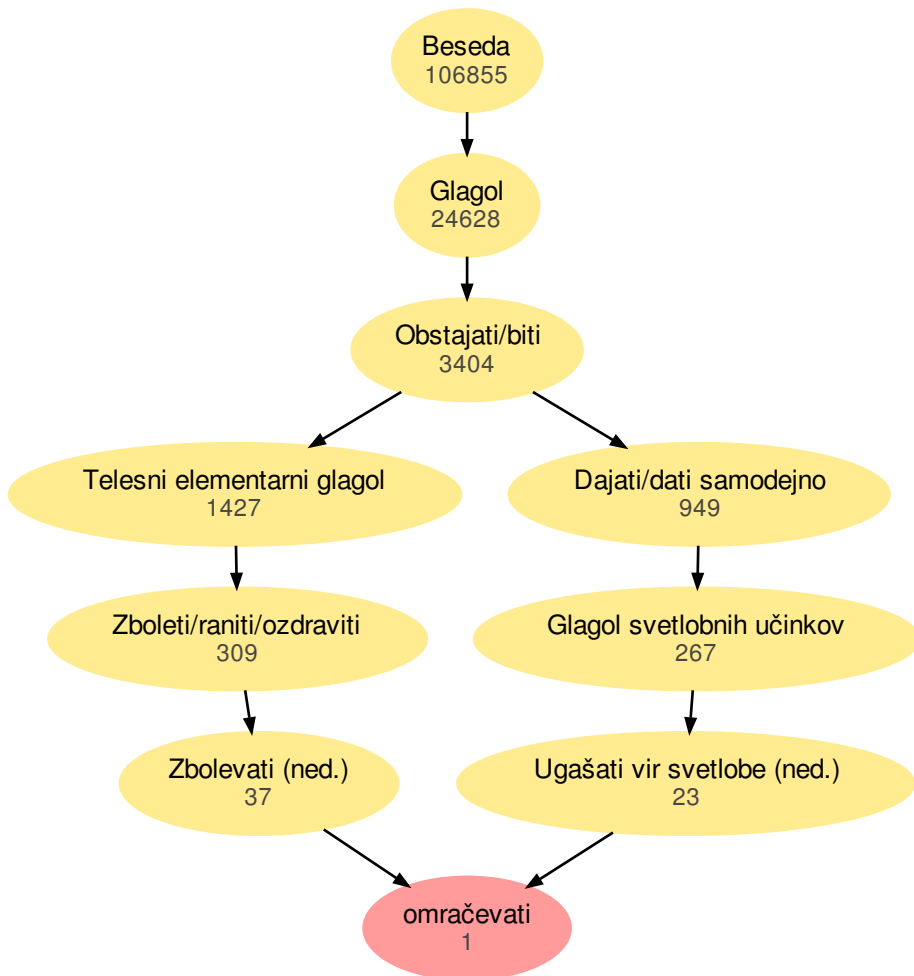 Beseda
106855
Glagol
24628
Obstajati/biti
3404
Telesni elementarni glagol
1427
Dajati/dati samodejno
949
Zboleti/raniti/ozdraviti
309
Glagol svetlobnih učinkov
267
Zbolevati (ned.)
37
Ugašati vir svetlobe (ned.)
23
omračevati
1